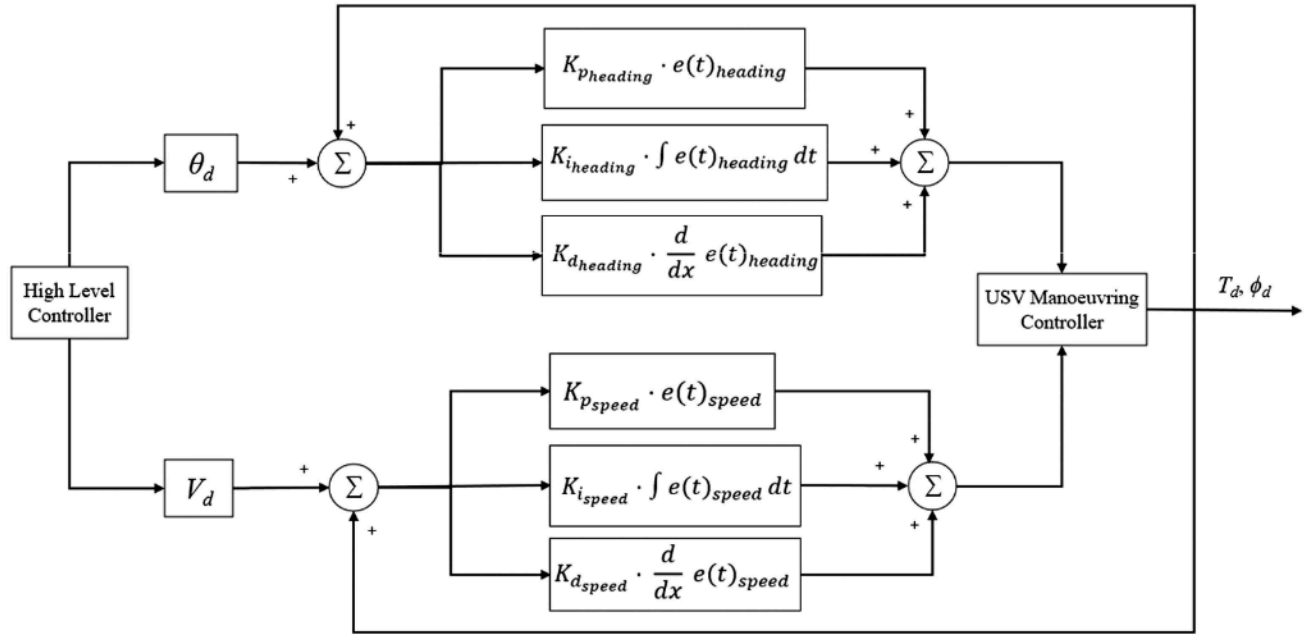 +
K_{p_{heading}} · e(t)_{heading}
+
θ_d
+
Σ
K_{i_{heading}} · ∫ e(t)_{heading} dt
+
Σ
+
K_{d_{heading}} · \frac{d}{dx} e(t)_{heading}
High Level
Controller
USV Manoeuvring
Controller
T_d, ϕ_d
K_{p_{speed}} · e(t)_{speed}
+
V_d
+
Σ
K_{i_{speed}} · ∫ e(t)_{speed} dt
+
Σ
+
+
K_{d_{speed}} · \frac{d}{dx} e(t)_{speed}